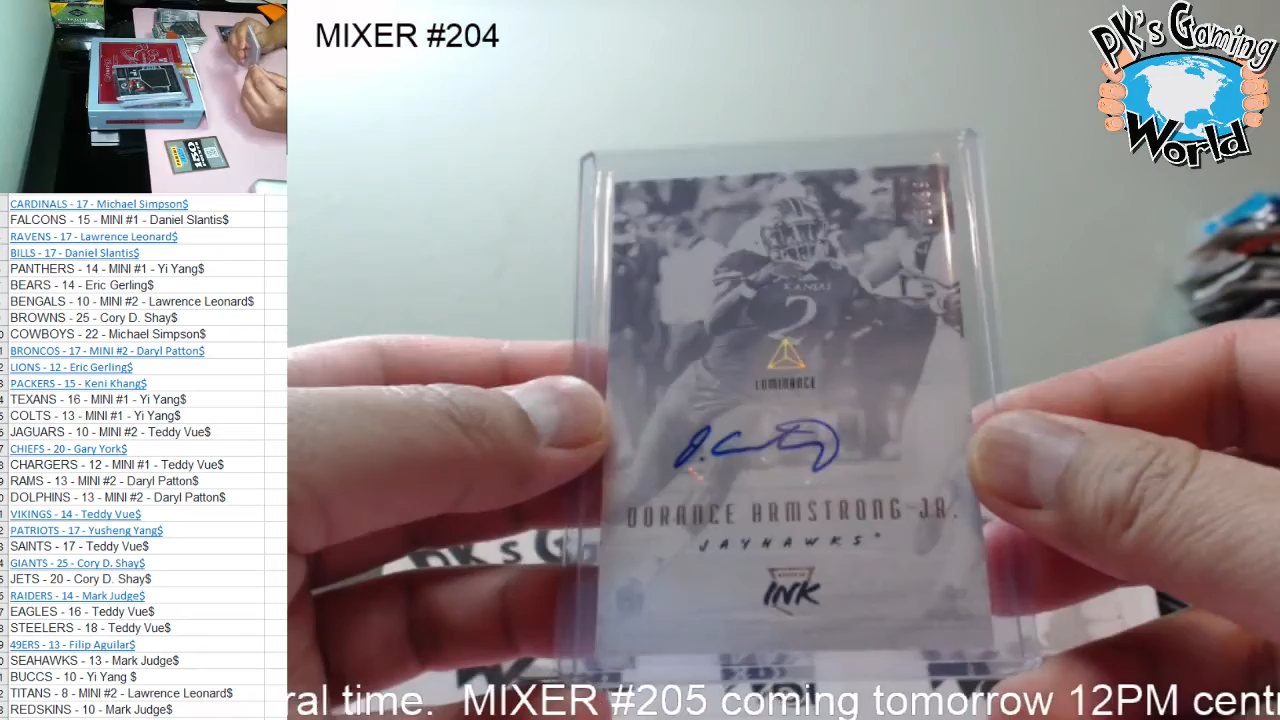 MIXER #204
PK's Gaming
World
CARDINALS - 17 - Michael Simpson$
FALCONS - 15 - MINI #1 - Daniel Slantis$
RAVENS - 17 - Lawrence Leonard$
BILLS - 17 - Daniel Slantis$
PANTHERS - 14 - MINI #1 - Yi Yang$
BEARS - 14 - Eric Gerling$
BENGALS - 10 - MINI #2 - Lawrence Leonard$
BROWNS - 25 - Cory D. Shay$
COWBOYS - 22 - Michael Simpson$
BRONCOS - 17 - MINI #2 - Daryl Patton$
LIONS - 12 - Eric Gerling$
PACKERS - 15 - Keni Khang$
TEXANS - 16 - MINI #1 - Yi Yang$
COLTS - 13 - MINI #1 - Yi Yang$
JAGUARS - 10 - MINI #2 - Teddy Vue$
CHIEFS - 20 - Gary York$
CHARGERS - 12 - MINI #1 - Teddy Vue$
RAMS - 13 - MINI #2 - Daryl Patton$
DOLPHINS - 13 - MINI #2 - Daryl Patton$
VIKINGS - 14 - Teddy Vue$
PATRIOTS - 17 - Yusheng Yang$
SAINTS - 17 - Teddy Vue$
GIANTS - 25 - Cory D. Shay$
JETS - 20 - Cory D. Shay$
RAIDERS - 14 - Mark Judge$
EAGLES - 16 - Teddy Vue$
STEELERS - 18 - Teddy Vue$
49ERS - 13 - Filip Aguilar$
SEAHAWKS - 13 - Mark Judge$
BUCCS - 10 - Yi Yang $
TITANS - 8 - MINI #2 - Lawrence Leonard$
REDSKINS - 10 - Mark Judge$
KANSAS
2
LUMINANCE
DORANCE ARMSTRONG JR.
JAYHAWKS
INK
PK's G
ral time. MIXER #205 coming tomorrow 12PM cent